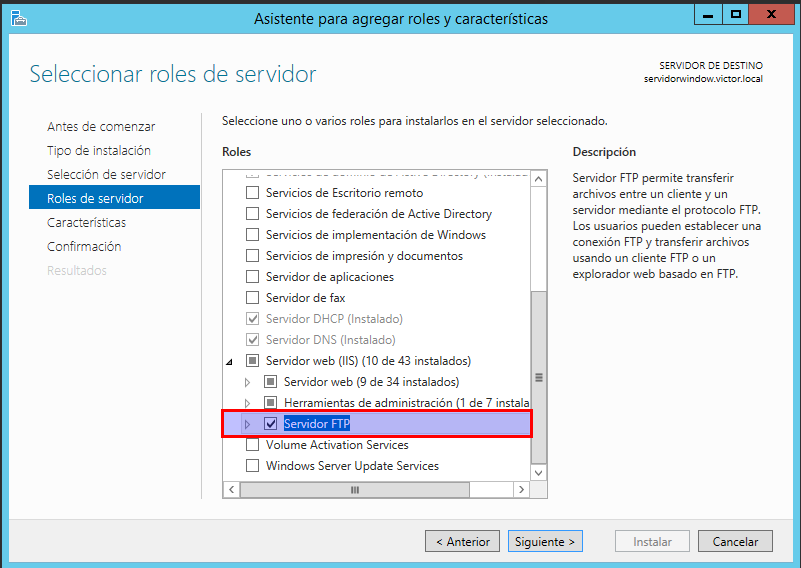 Asistente para agregar roles y características
Seleccionar roles de servidor
SERVIDOR DE DESTINO
servidorwindow.victor.local
Antes de comenzar
Tipo de instalación
Selección de servidor
Roles de servidor
Características
Confirmación
Resultados
Seleccione uno o varios roles para instalarlos en el servidor seleccionado.
Roles
Servicios de dominio de Active Directory (Instalad
Servicios de Escritorio remoto
Servicios de federación de Active Directory
Servicios de implementación de Windows
Servicios de impresión y documentos
Servidor de aplicaciones
Servidor de fax
Servidor DHCP (Instalado)
Servidor DNS (Instalado)
Servidor web (IIS) (10 de 43 instalados)
Servidor web (9 de 34 instalados)
Herramientas de administración (1 de 7 instala
Servidor FTP
Volume Activation Services
Windows Server Update Services
Descripción
Servidor FTP permite transferir
archivos entre un cliente y un
servidor mediante el protocolo FTP.
Los usuarios pueden establecer una
conexión FTP y transferir archivos
usando un cliente FTP o un
explorador web basado en FTP.
< Anterior
Siguiente >
Instalar
Cancelar